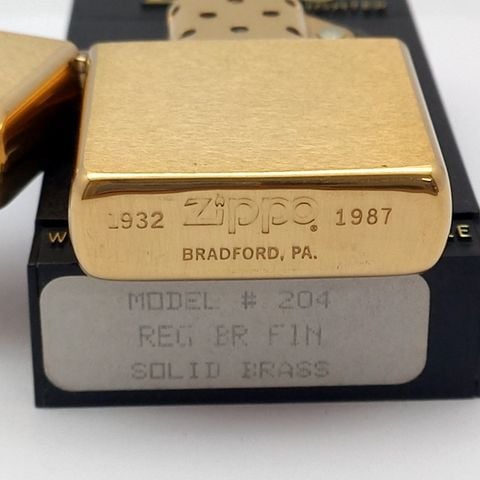 1932 Zippo® 1987
BRADFORD, PA.
MODEL # 204
REG BR FIN
SOLID BRASS